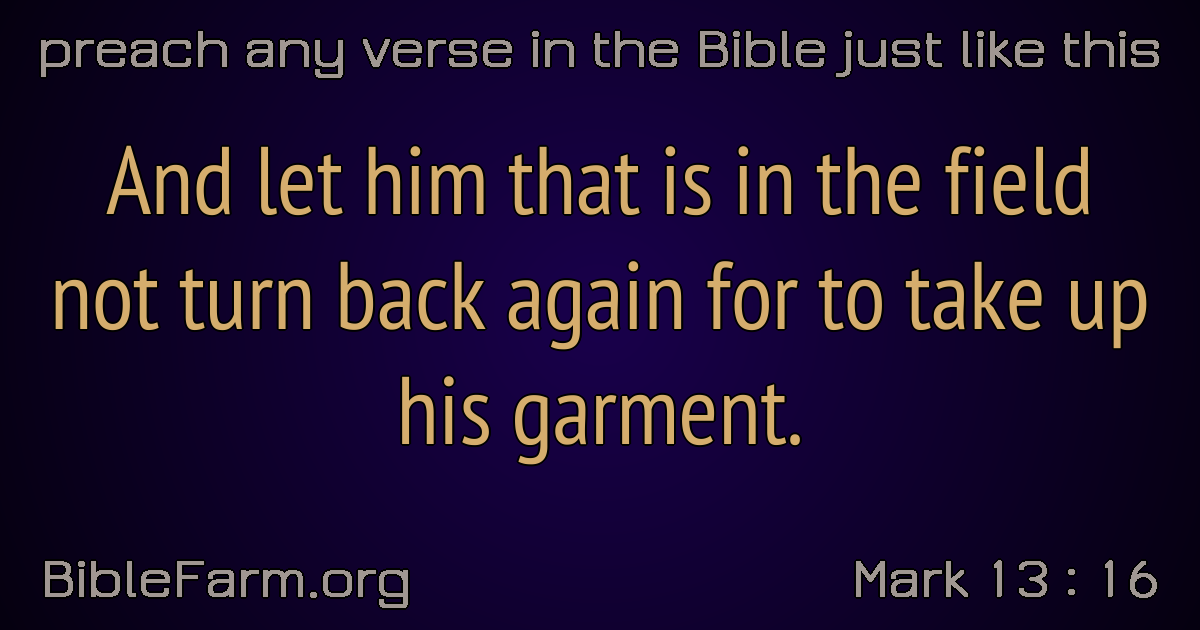 preach any verse in the Bible just like this
And let him that is in the field
not turn back again for to take up
his garment.
BibleFarm.org
Mark 13 : 16